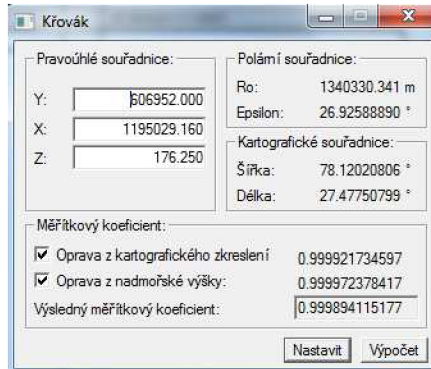 Křovák
Pravoúhlé souřadnice:
Y: 606952.000
X: 1195029.160
Z: 176.250
Polární souřadnice:
Ro: 1340330.341 m
Epsilon: 26.92588890 °
Kartografické souřadnice:
Šířka: 78.12020806 °
Délka: 27.47750799 °
Měřítkový koeficient:
Oprava z kartografického zkreslení 0.999921734597
Oprava z nadmořské výšky: 0.999972378417
Výsledný měřítkový koeficient: 0.999894115177
Nastavit Výpočet